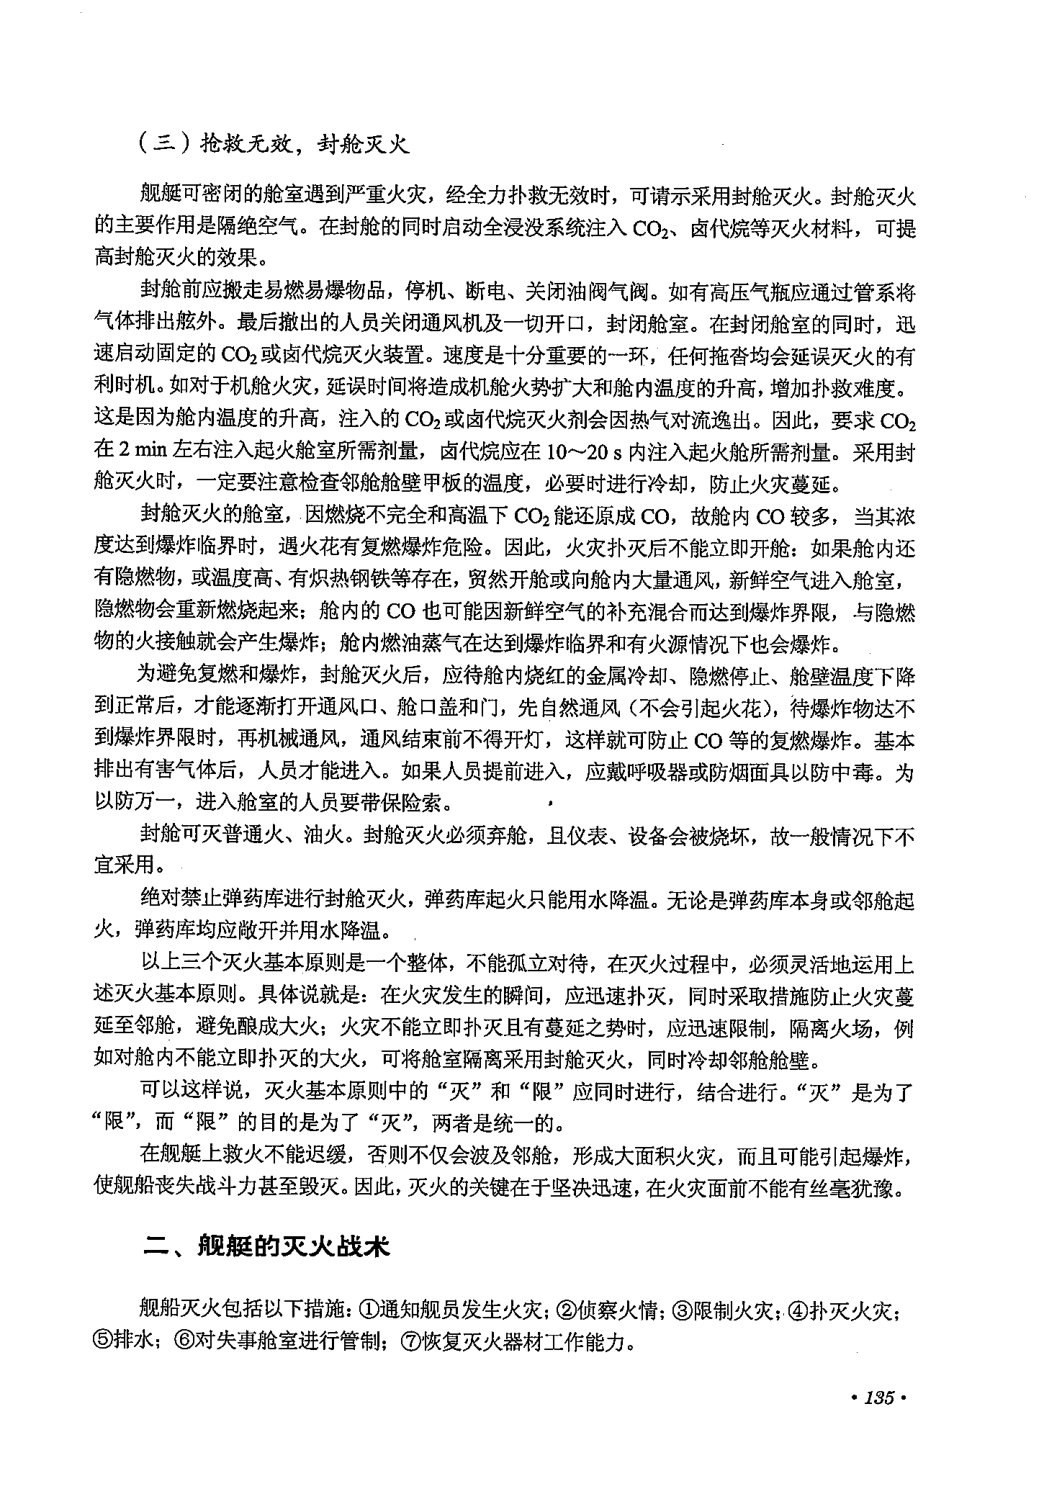 （三）抢救无效，封舱灭火
舰艇可密闭的舱室遇到严重火灾，经全力扑救无效时，可请示采用封舱灭火。封舱灭火
的主要作用是隔绝空气。在封舱的同时启动全浸没系统注入 CO₂、卤代烷等灭火材料，可提
高封舱灭火的效果。
封舱前应搬走易燃易爆物品，停机、断电、关闭油阀气阀。如有高压气瓶应通过管系将
气体排出舷外。最后撤出的人员关闭通风机及一切开口，封闭舱室。在封闭舱室的同时，迅
速启动固定的 CO₂ 或卤代烷灭火装置。速度是十分重要的一环，任何拖沓均会延误灭火的有
利时机。如对于机舱火灾，延误时间将造成机舱火势扩大和舱内温度的升高，增加扑救难度。
这是因为舱内温度的升高，注入的 CO₂ 或卤代烷灭火剂会因热气对流逸出。因此，要求 CO₂
在 2 min 左右注入起火舱室所需剂量，卤代烷应在 10～20 s 内注入起火舱所需剂量。采用封
舱灭火时，一定要注意检查邻舱舱壁甲板的温度，必要时进行冷却，防止火灾蔓延。
封舱灭火的舱室，因燃烧不完全和高温下 CO₂ 能还原成 CO，故舱内 CO 较多，当其浓
度达到爆炸临界时，遇火花有复燃爆炸危险。因此，火灾扑灭后不能立即开舱：如果舱内还
有隐燃物，或温度高、有炽热钢铁等存在，贸然开舱或向舱内大量通风，新鲜空气进入舱室，
隐燃物会重新燃烧起来；舱内的 CO 也可能因新鲜空气的补充混合而达到爆炸界限，与隐燃
物的火接触就会产生爆炸；舱内燃油蒸气在达到爆炸临界和有火源情况下也会爆炸。
为避免复燃和爆炸，封舱灭火后，应待舱内烧红的金属冷却、隐燃停止、舱壁温度下降
到正常后，才能逐渐打开通风口、舱口盖和门，先自然通风（不会引起火花），待爆炸物达不
到爆炸界限时，再机械通风，通风结束前不得开灯，这样就可防止 CO 等的复燃爆炸。基本
排出有害气体后，人员才能进入。如果人员提前进入，应戴呼吸器或防烟面具以防中毒。为
以防万一，进入舱室的人员要带保险索。
封舱可灭普通火、油火。封舱灭火必须弃舱，且仪表、设备会被烧坏，故一般情况下不
宜采用。
绝对禁止弹药库进行封舱灭火，弹药库起火只能用水降温。无论是弹药库本身或邻舱起
火，弹药库均应敞开并用水降温。
以上三个灭火基本原则是一个整体，不能孤立对待，在灭火过程中，必须灵活地运用上
述灭火基本原则。具体说就是：在火灾发生的瞬间，应迅速扑灭，同时采取措施防止火灾蔓
延至邻舱，避免酿成大火；火灾不能立即扑灭且有蔓延之势时，应迅速限制，隔离火场，例
如对舱内不能立即扑灭的大火，可将舱室隔离采用封舱灭火，同时冷却邻舱舱壁。
可以这样说，灭火基本原则中的“灭”和“限”应同时进行，结合进行。“灭”是为了
“限”，而“限”的目的是为了“灭”，两者是统一的。
在舰艇上救火不能迟缓，否则不仅会波及邻舱，形成大面积火灾，而且可能引起爆炸，
使舰船丧失战斗力甚至毁灭。因此，灭火的关键在于坚决迅速，在火灾面前不能有丝毫犹豫。
二、舰艇的灭火战术
舰船灭火包括以下措施：①通知舰员发生火灾；②侦察火情；③限制火灾；④扑灭火灾；
⑤排水；⑥对失事舱室进行管制；⑦恢复灭火器材工作能力。
·135·